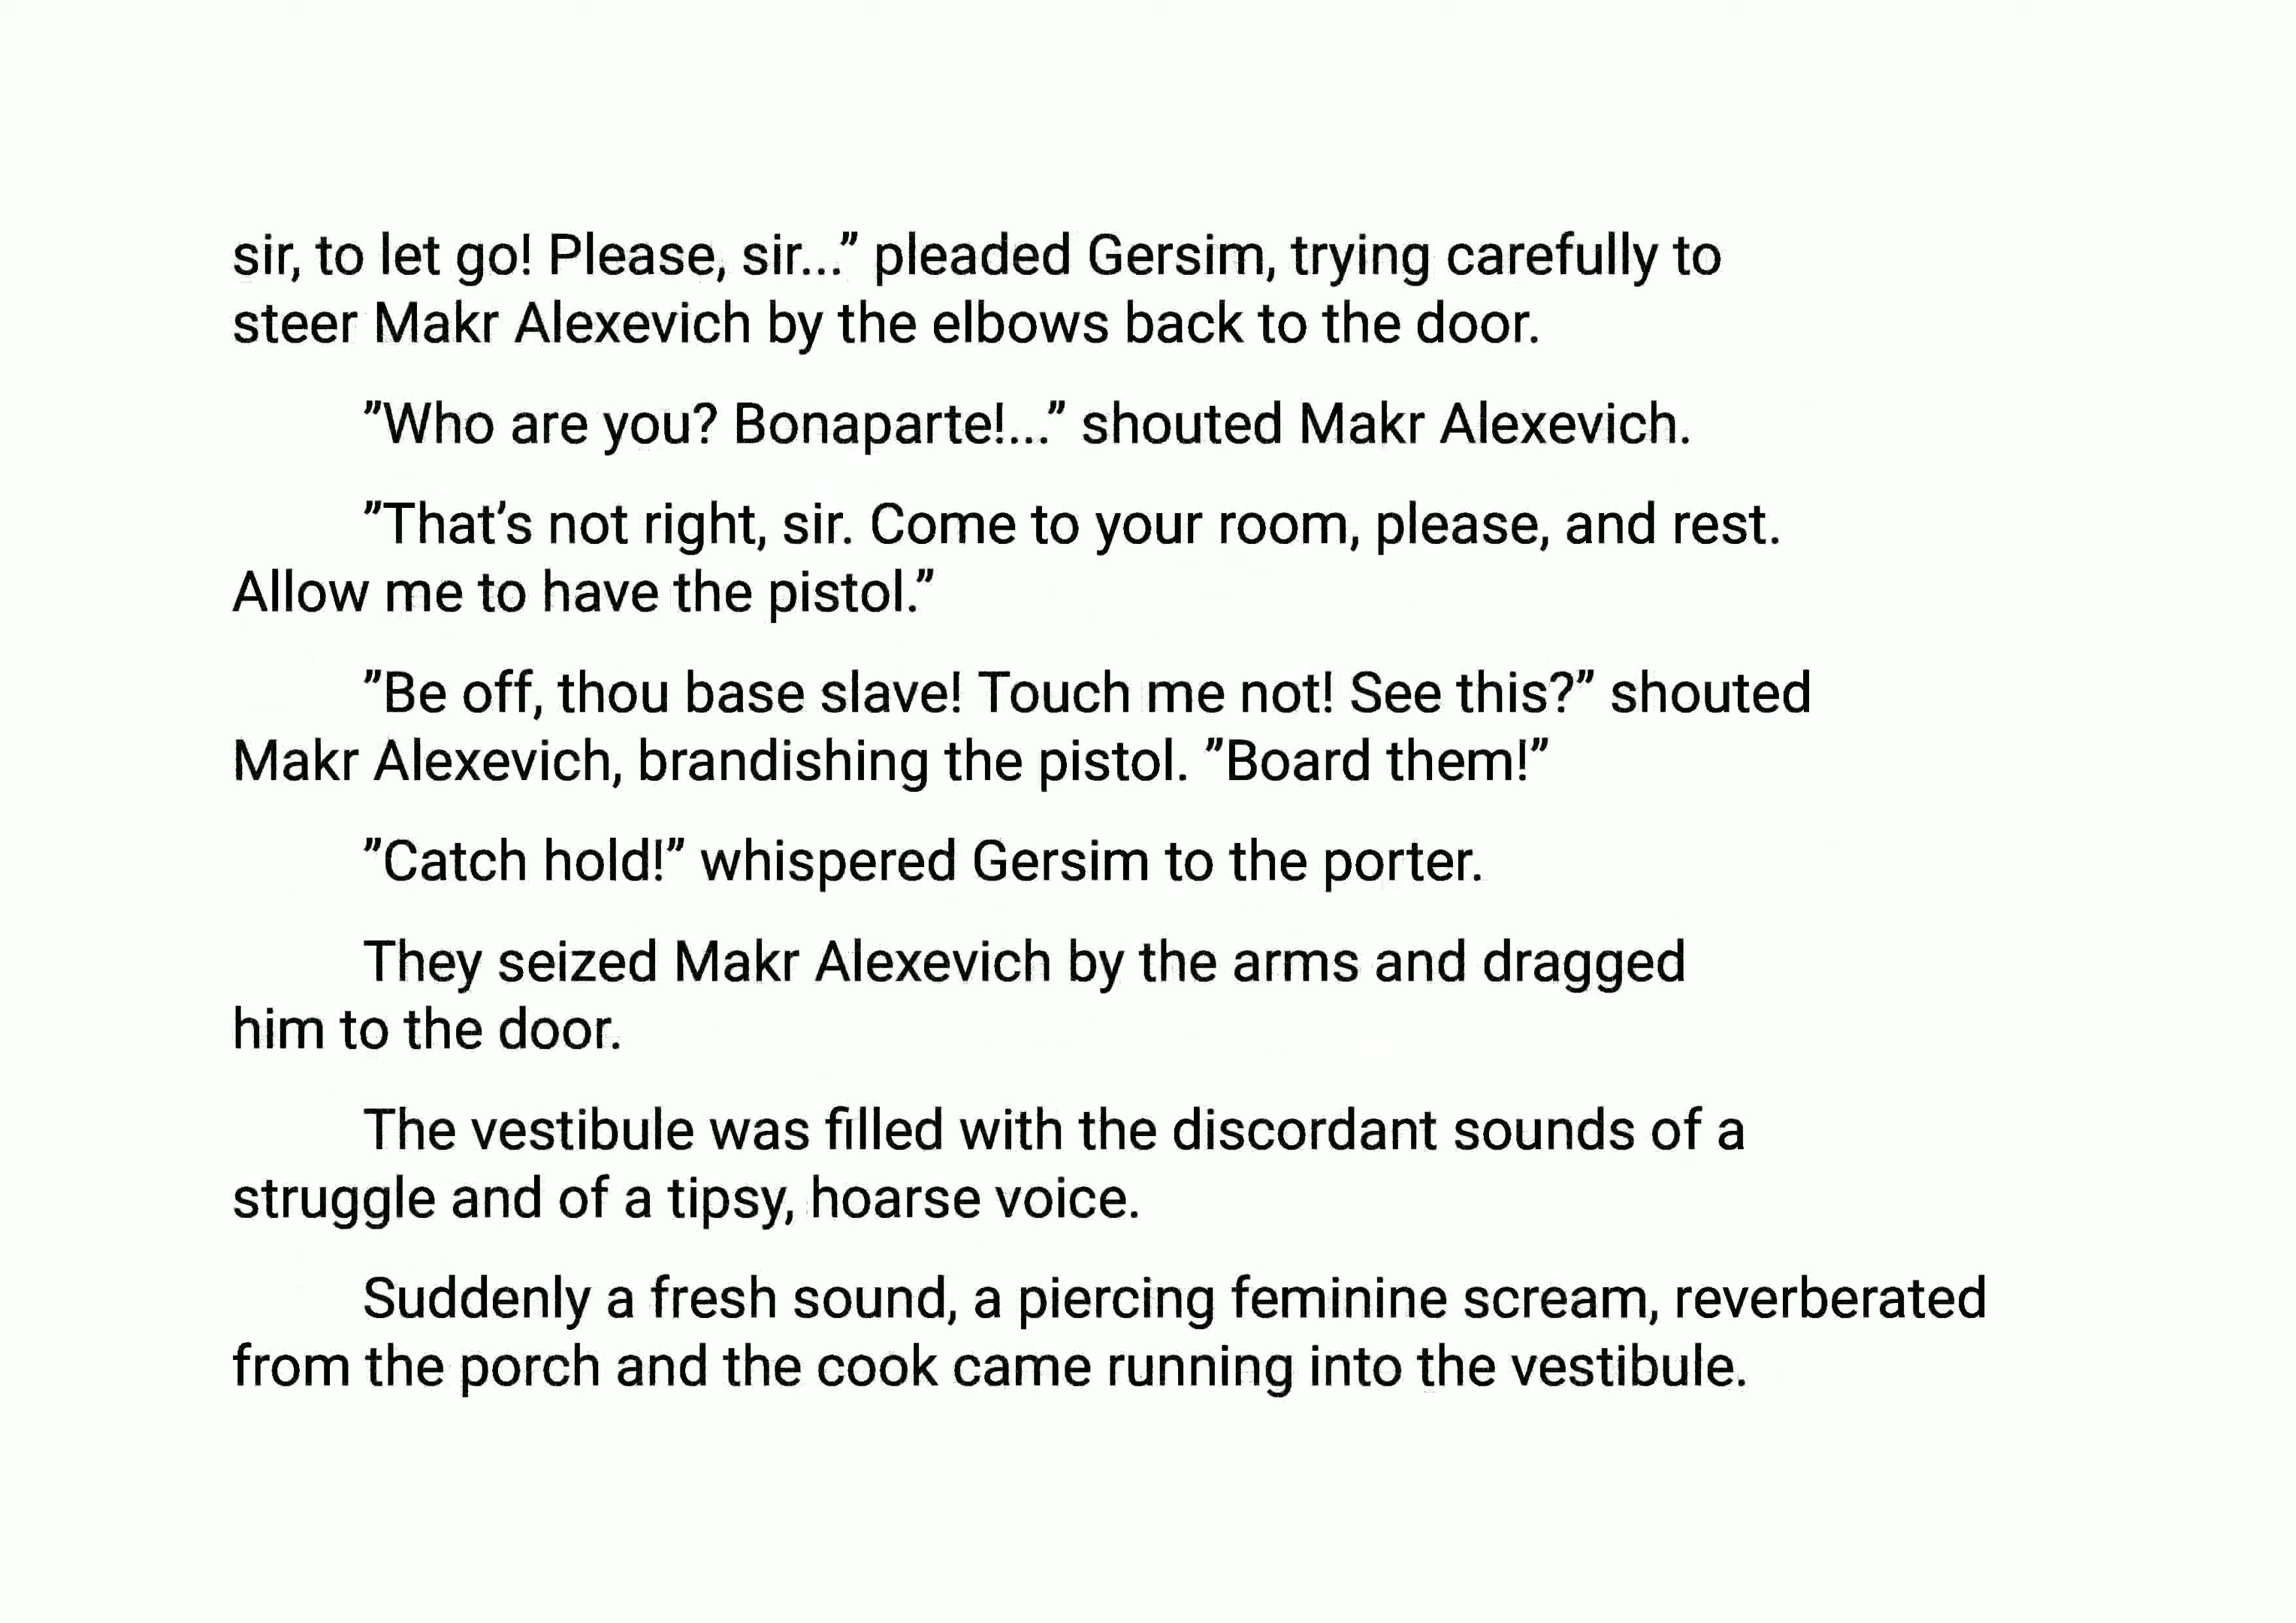 sir, to let go! Please, sir...” pleaded Gersim, trying carefully to
steer Makr Alexevich by the elbows back to the door.
”Who are you? Bonaparte!...” shouted Makr Alexevich.
”That’s not right, sir. Come to your room, please, and rest.
Allow me to have the pistol.”
”Be off, thou base slave! Touch me not! See this?” shouted
Makr Alexevich, brandishing the pistol. ”Board them!”
”Catch hold!” whispered Gersim to the porter.
They seized Makr Alexevich by the arms and dragged
him to the door.
The vestibule was filled with the discordant sounds of a
struggle and of a tipsy, hoarse voice.
Suddenly a fresh sound, a piercing feminine scream, reverberated
from the porch and the cook came running into the vestibule.